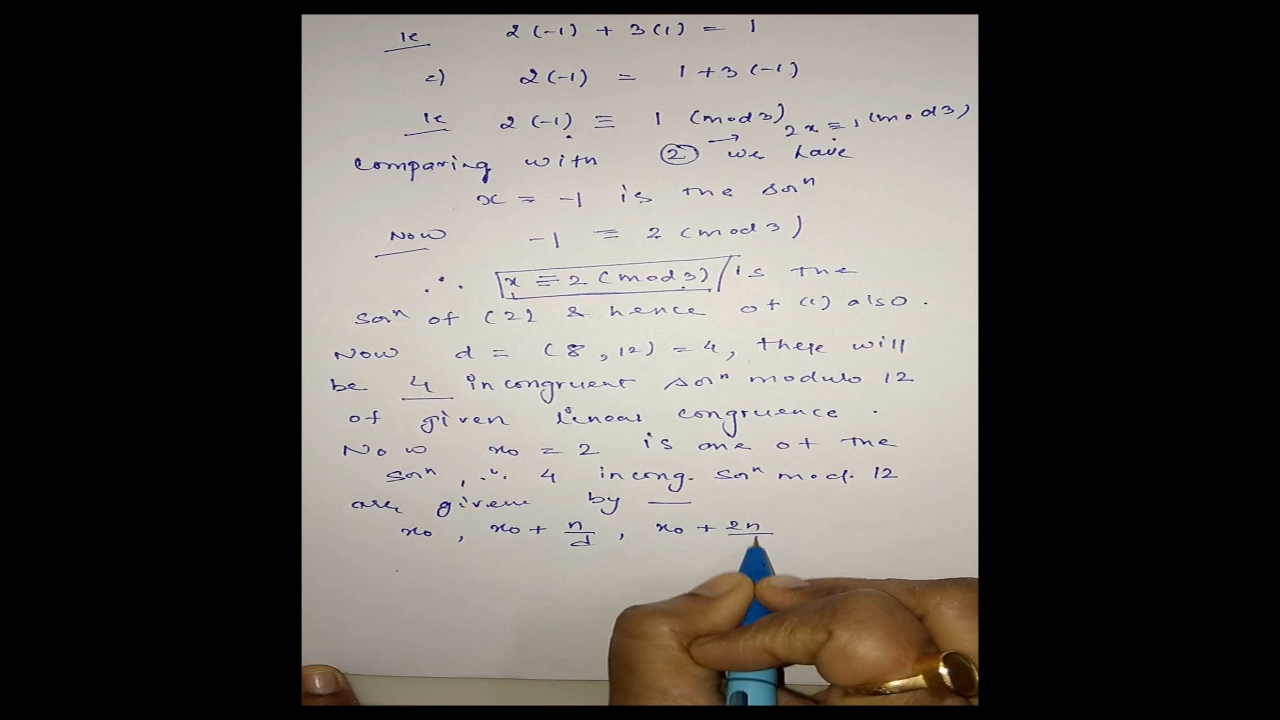 ie 2(-1) + 3(1) = 1
=) 2(-1) = 1+3(-1)
ie 2(-1) ≡ 1 (mod 3) 2x ≡ 1 (mod 3)
Comparing with ② → we have
x = -1 is the solⁿ
Now -1 ≡ 2 (mod 3)
∴ x ≡ 2 (mod 3) is the
solⁿ of (2) & hence of (1) also.
Now d = (8, 12) = 4, there will
be 4 incongruent solⁿ modulo 12
of given linear congruence.
Now x₀ = 2 is one of the
solⁿ, ∴ 4 incong. solⁿ mod. 12
are given by —
x₀, x₀ + n/d, x₀ + 2n/